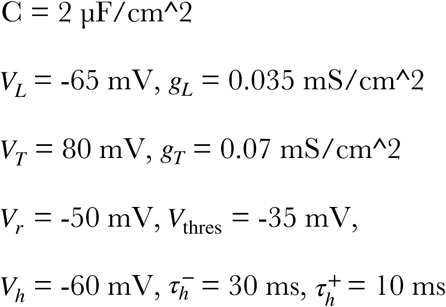 C = 2 μF/cm^2
V_L = -65 mV, g_L = 0.035 mS/cm^2
V_T = 80 mV, g_T = 0.07 mS/cm^2
V_r = -50 mV, V_thres = -35 mV,
V_h = -60 mV, τ_h^- = 30 ms, τ_h^+ = 10 ms